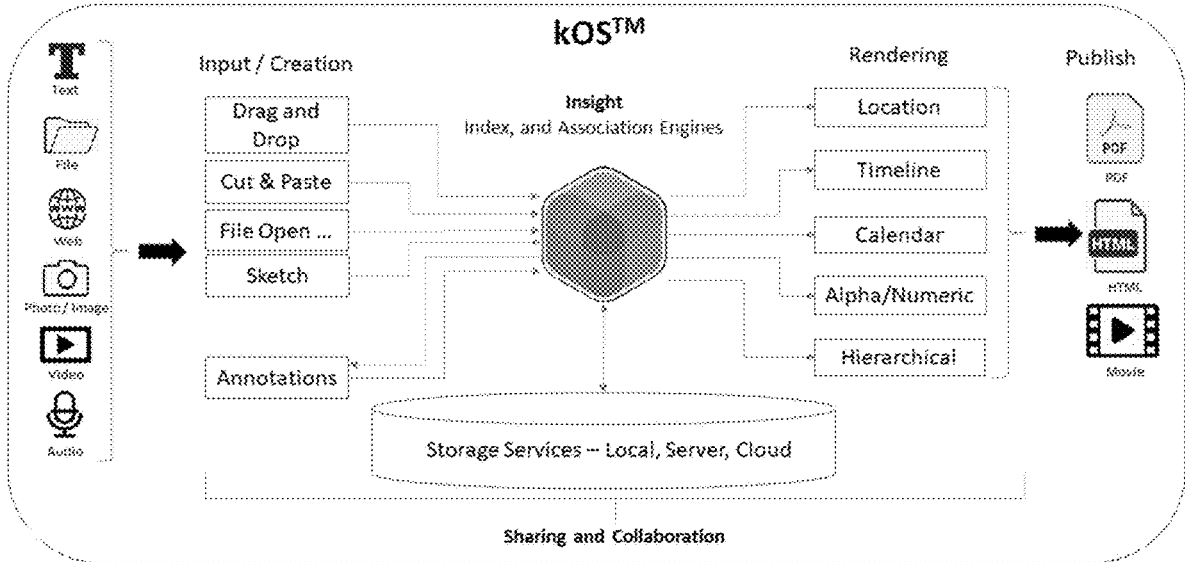 kOS™
Text
File
Web
Photo / Image
Video
Audio
Input / Creation
Drag and
Drop
Cut & Paste
File Open ...
Sketch
Annotations
Insight
Index, and Association Engines
Storage Services – Local, Server, Cloud
Sharing and Collaboration
Rendering
Location
Timeline
Calendar
Alpha/Numeric
Hierarchical
Publish
PDF
PDF
HTML
HTML
Movie